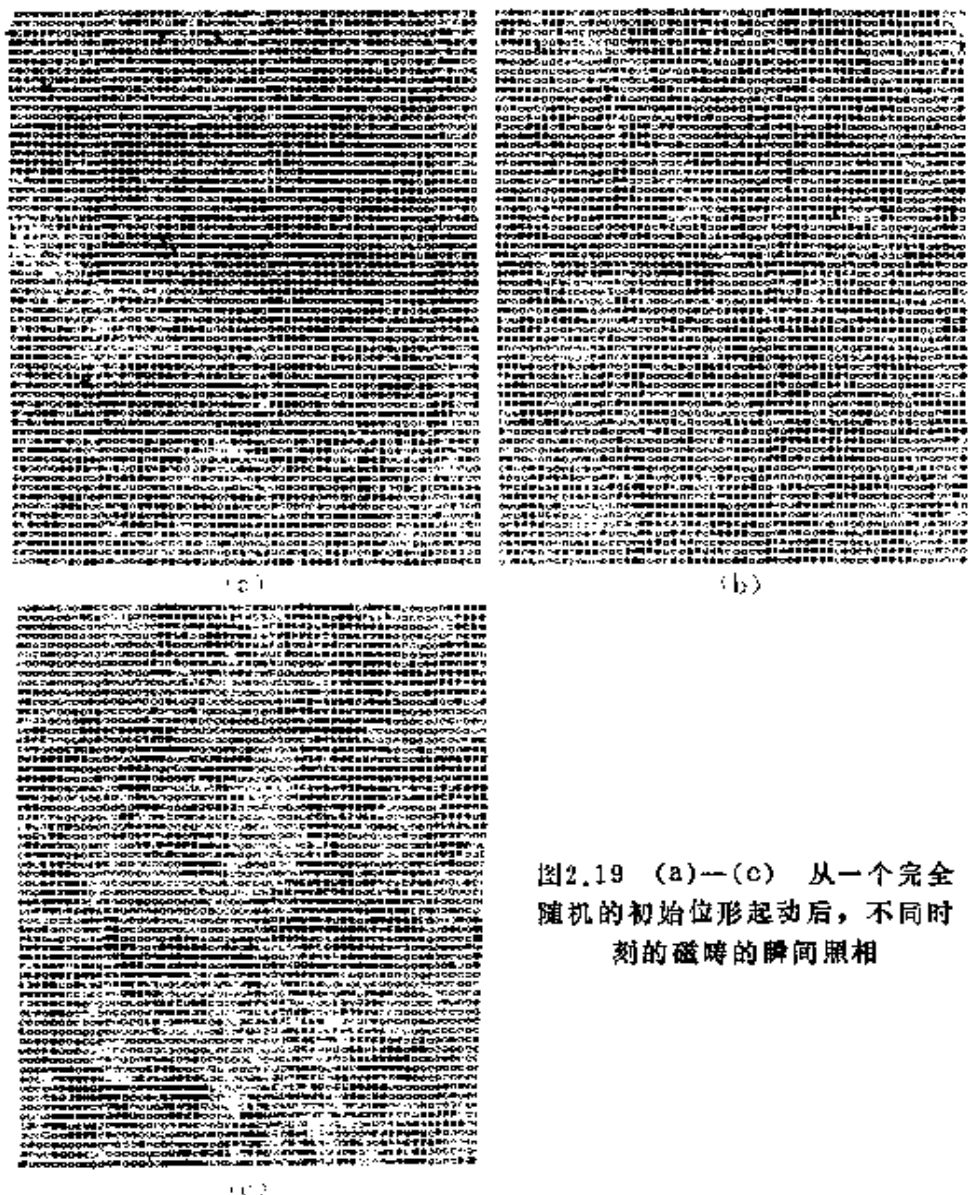 (a)
(b)
(c)
图2.19 (a)—(c) 从一个完全
随机的初始位形起动后，不同时
刻的磁畴的瞬间照相